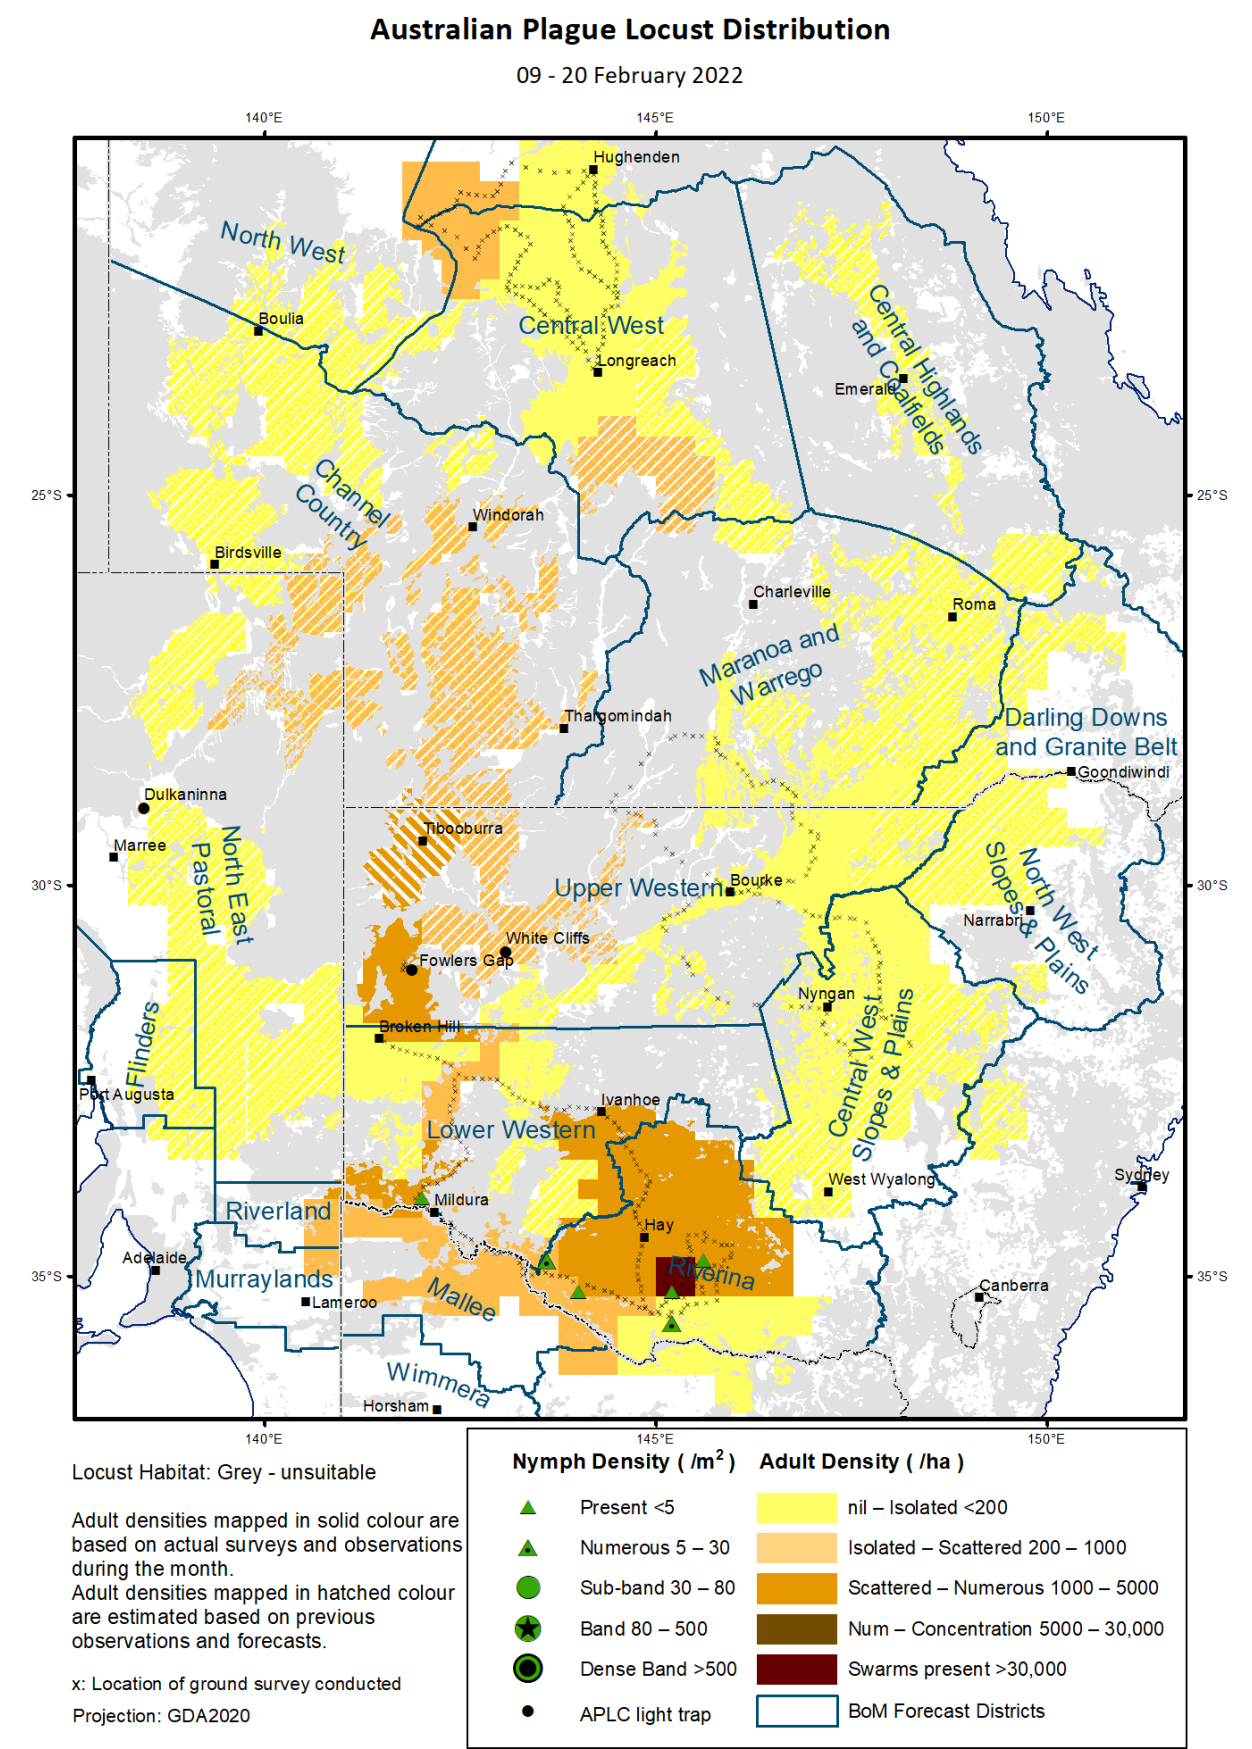 Australian Plague Locust Distribution
09 - 20 February 2022
140°E
145°E
150°E
Hughenden
North West
Boulia
Central West
Longreach
Central Highlands
and Coalfields
Emerald
25°S
25°S
Channel
Country
Windorah
Birdsville
Charleville
Roma
Maranoa and
Warrego
Thargomindah
Darling Downs
and Granite Belt
Goondiwindi
Dulkaninna
Tibooburra
Marree
North East
Pastoral
30°S
30°S
Upper Western
Bourke
North West
Slopes & Plains
Narrabri
White Cliffs
Fowlers Gap
Nyngan
Broken Hill
Flinders
Central West
Slopes & Plains
Port Augusta
Ivanhoe
Lower Western
West Wyalong
Sydney
Mildura
Riverland
Hay
Adelaide
Murraylands
Riverina
35°S
35°S
Mallee
Lameroo
Canberra
Wimmera
Horsham
140°E
145°E
150°E
Locust Habitat: Grey - unsuitable
Adult densities mapped in solid colour are
based on actual surveys and observations
during the month.
Adult densities mapped in hatched colour
are estimated based on previous
observations and forecasts.
x: Location of ground survey conducted
Projection: GDA2020
Nymph Density ( /m² )
Present <5
Numerous 5 – 30
Sub-band 30 – 80
Band 80 – 500
Dense Band >500
APLC light trap
Adult Density ( /ha )
nil – Isolated <200
Isolated – Scattered 200 – 1000
Scattered – Numerous 1000 – 5000
Num – Concentration 5000 – 30,000
Swarms present >30,000
BoM Forecast Districts